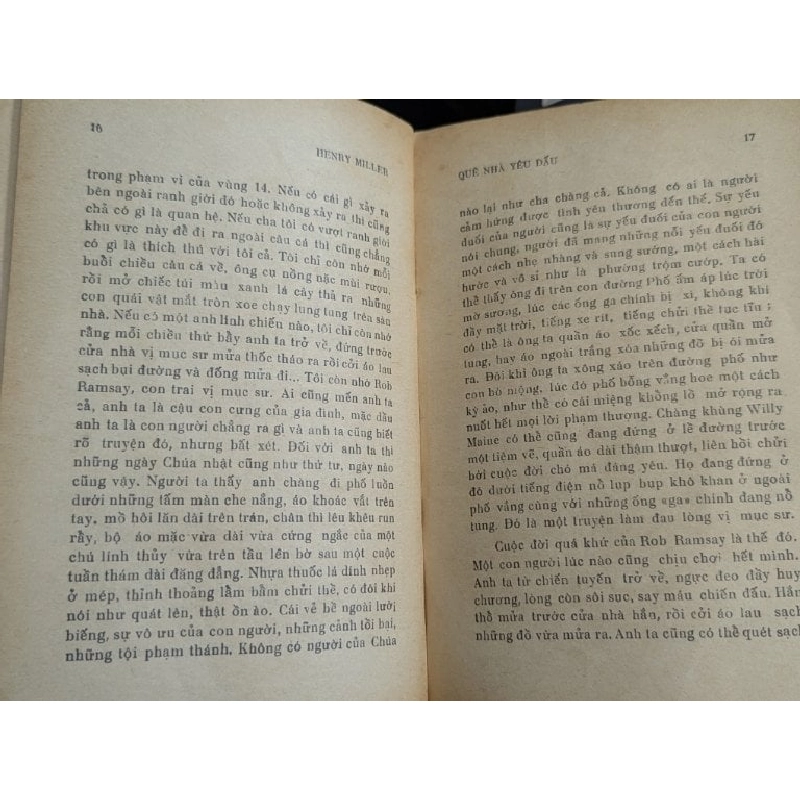 16
HENRY MILLER
trong phạm vi của vùng 14. Nếu có cái gì xảy ra
bên ngoài ranh giới đó hoặc không xảy ra thì cũng
chả có gì là quan hệ. Nếu cha tôi có vượt ranh giới
khu vực này để đi ra ngoài câu cá thì cũng chẳng
có gì là thích thú với tôi cả. Tôi chỉ còn nhớ mỗi
buổi chiều câu cá về, ông cụ nồng nặc mùi rượu,
rồi mở chiếc túi màu xanh lá cây thả ra những
con quái vật mắt tròn xoe chạy lung tung trên sàn
nhà. Nếu có một anh lính chiến nào, tôi chỉ còn nhớ
rằng mỗi chiều thứ bảy anh ta trở về, đứng trước
cửa nhà vị mục sư mửa thốc tháo ra rồi cởi áo lau
sạch bụi đường và đống mửa đi... Tôi còn nhớ Rob
Ramsay, con trai vị mục sư. Ai cũng mến anh ta
cả, anh ta là cậu con cưng của gia đình, mặc dầu
anh ta là con người chẳng ra gì và anh ta cũng biết
rõ truyện đó, nhưng bất xét. Đối với anh ta thì
những ngày Chúa nhật cũng như thứ tư, ngày nào
cũng vậy. Người ta thấy anh chàng đi phố luồn
dưới những tấm màn che nắng, áo khoác vắt trên
tay, mồ hôi lăn dài trên trán, chân thì lêu khêu run
rẩy, bộ áo mặc vừa dài vừa cứng ngắc của một
chú lính thủy vừa trên tầu lên bờ sau một cuộc
tuần thám dài đăng đẳng. Nhựa thuốc lá dính nhẹp
ở mép, thỉnh thoảng lầm bầm chửi thề, có đôi khi
nói như quát lên, thật ồn ào. Cái vẻ bề ngoài lười
biếng, sự vô ưu của con người, những cảnh tồi bại,
những tội phạm thánh. Không có người của Chúa
17
QUÊ NHÀ YÊU DẤU
nào lại như cha chàng cả. Không có ai là người
cảm hứng được tình yêu thương đến thế. Sự yếu
đuối của người cũng là sự yếu đuối của con người
nói chung, người đã mang những nỗi yếu đuối đó
một cách nhẹ nhàng và sung sướng, một cách hài
hước và vô sỉ như là phường trộm cướp. Ta có
thể thấy ông đi trên con đường Phố ấm áp lúc trời
mờ sương, lúc các ống ga chính bị xì, không khí
đầy mặt trời, tiếng xe rít, tiếng chửi thề tục tĩu ;
có thể là ông ta quần áo xốc xếch, cửa quần mở
tung, hay áo ngoài trắng xóa những đồ bị ói mửa
ra. Đôi khi ông ta xông xáo trên đường phố như
con bò mộng, lúc đó phố bỗng vắng hoe một cách
kỳ ảo, như thể có cái miệng khổng lồ mở rộng ra
nuốt hết mọi lời phạm thượng. Chàng khùng Willy
Maine có thể cũng đang đứng ở lề đường trước
một tiệm vẽ, quần áo dài thậm thượt, liên hồi chửi
bởi cuộc đời chó má đáng yêu. Họ đang đứng ở
đó dưới tiếng điện nổ lụp bụp khô khan ở ngoài
phố vắng cùng với những ống «ga» chính đang nổ
tung. Đó là một truyện làm đau lòng vị mục sư.
Cuộc đời quá khứ của Rob Ramsay là thế đó.
Một con người lúc nào cũng chịu chơi hết mình.
Anh ta từ chiến tuyến trở về, ngực đeo đầy huy
chương, lòng còn sôi sục, say máu chiến đấu. Hắn
thổ mửa trước cửa nhà hắn, rồi cởi áo lau sạch
những đồ vừa mửa ra. Anh ta cũng có thể quét sạch